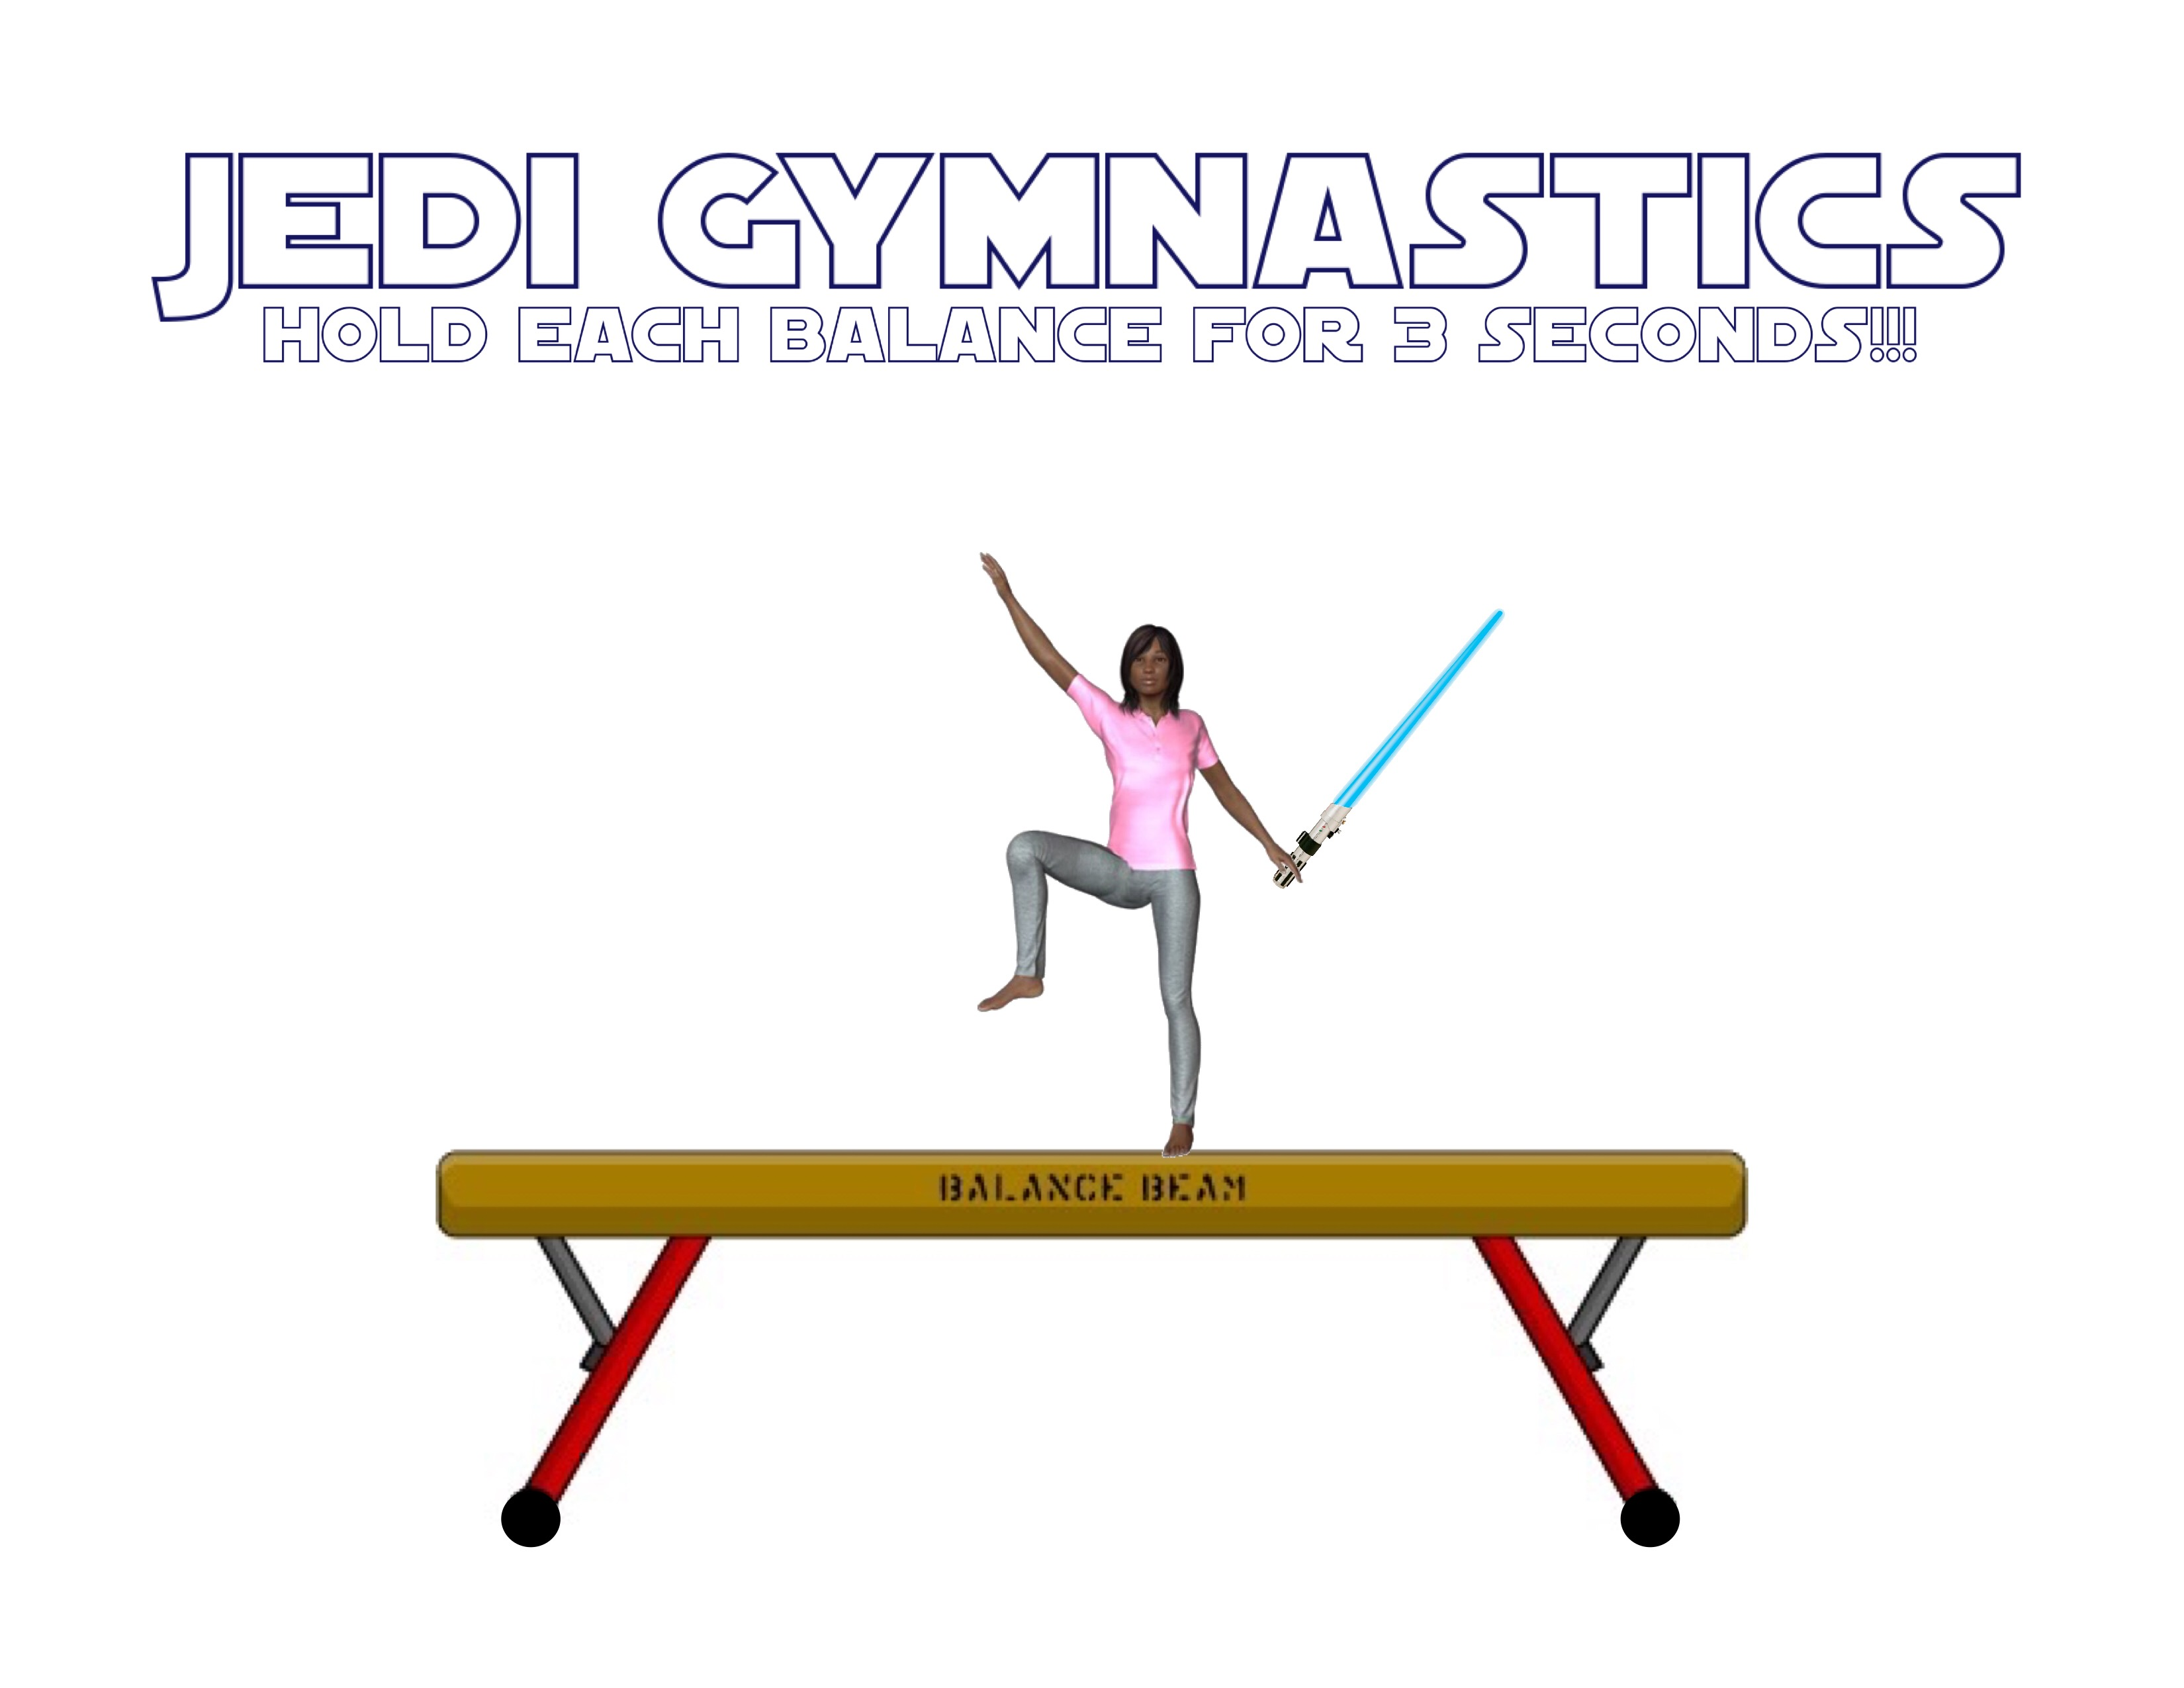 JEDI GYMNASTICS
HOLD EACH BALANCE FOR 3 SECONDS!!!
BALANCE BEAM